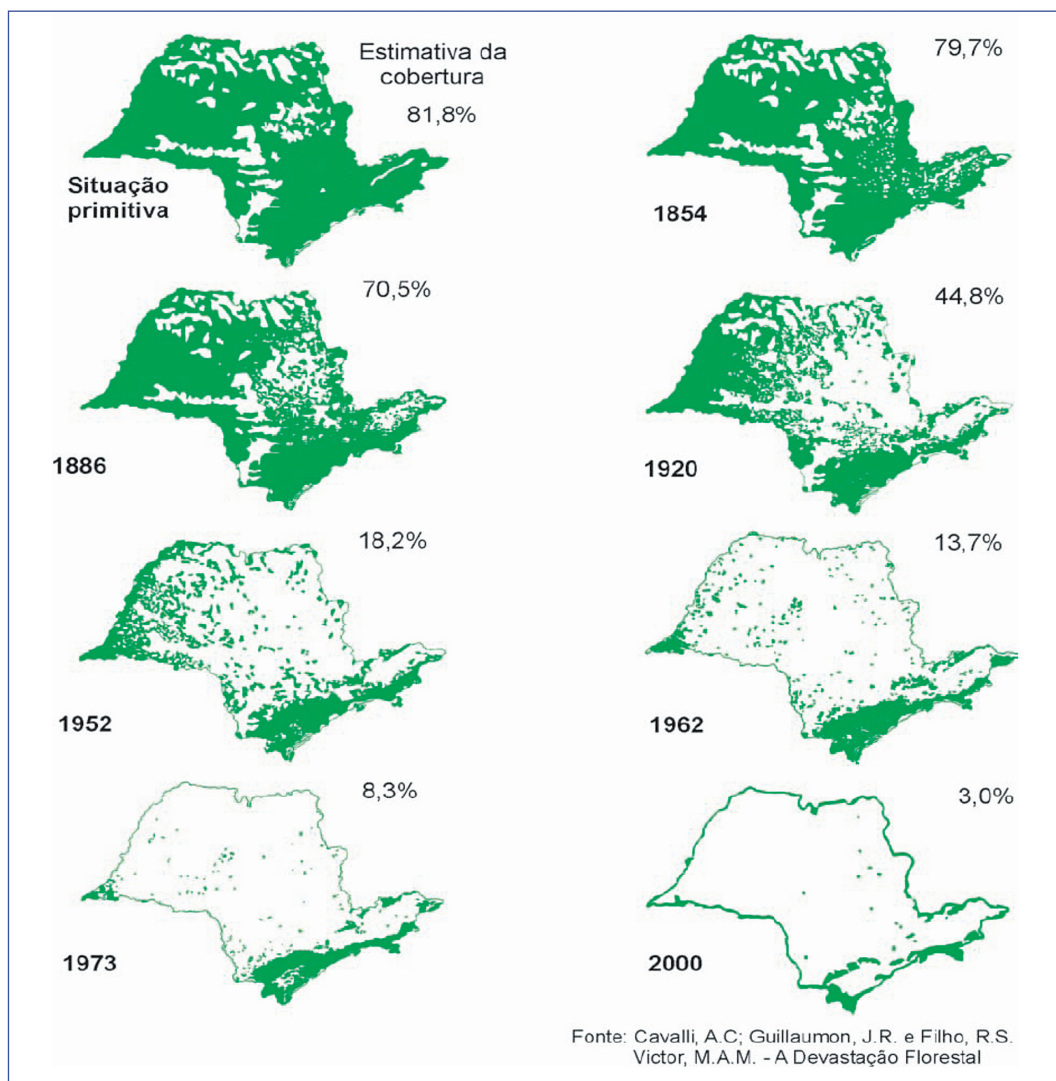 Estimativa da
cobertura
81,8%
Situação
primitiva
79,7%
1854
70,5%
1886
44,8%
1920
18,2%
1952
13,7%
1962
8,3%
1973
3,0%
2000
Fonte: Cavalli, A.C; Guillaumon, J.R. e Filho, R.S.
Victor, M.A.M. - A Devastação Florestal